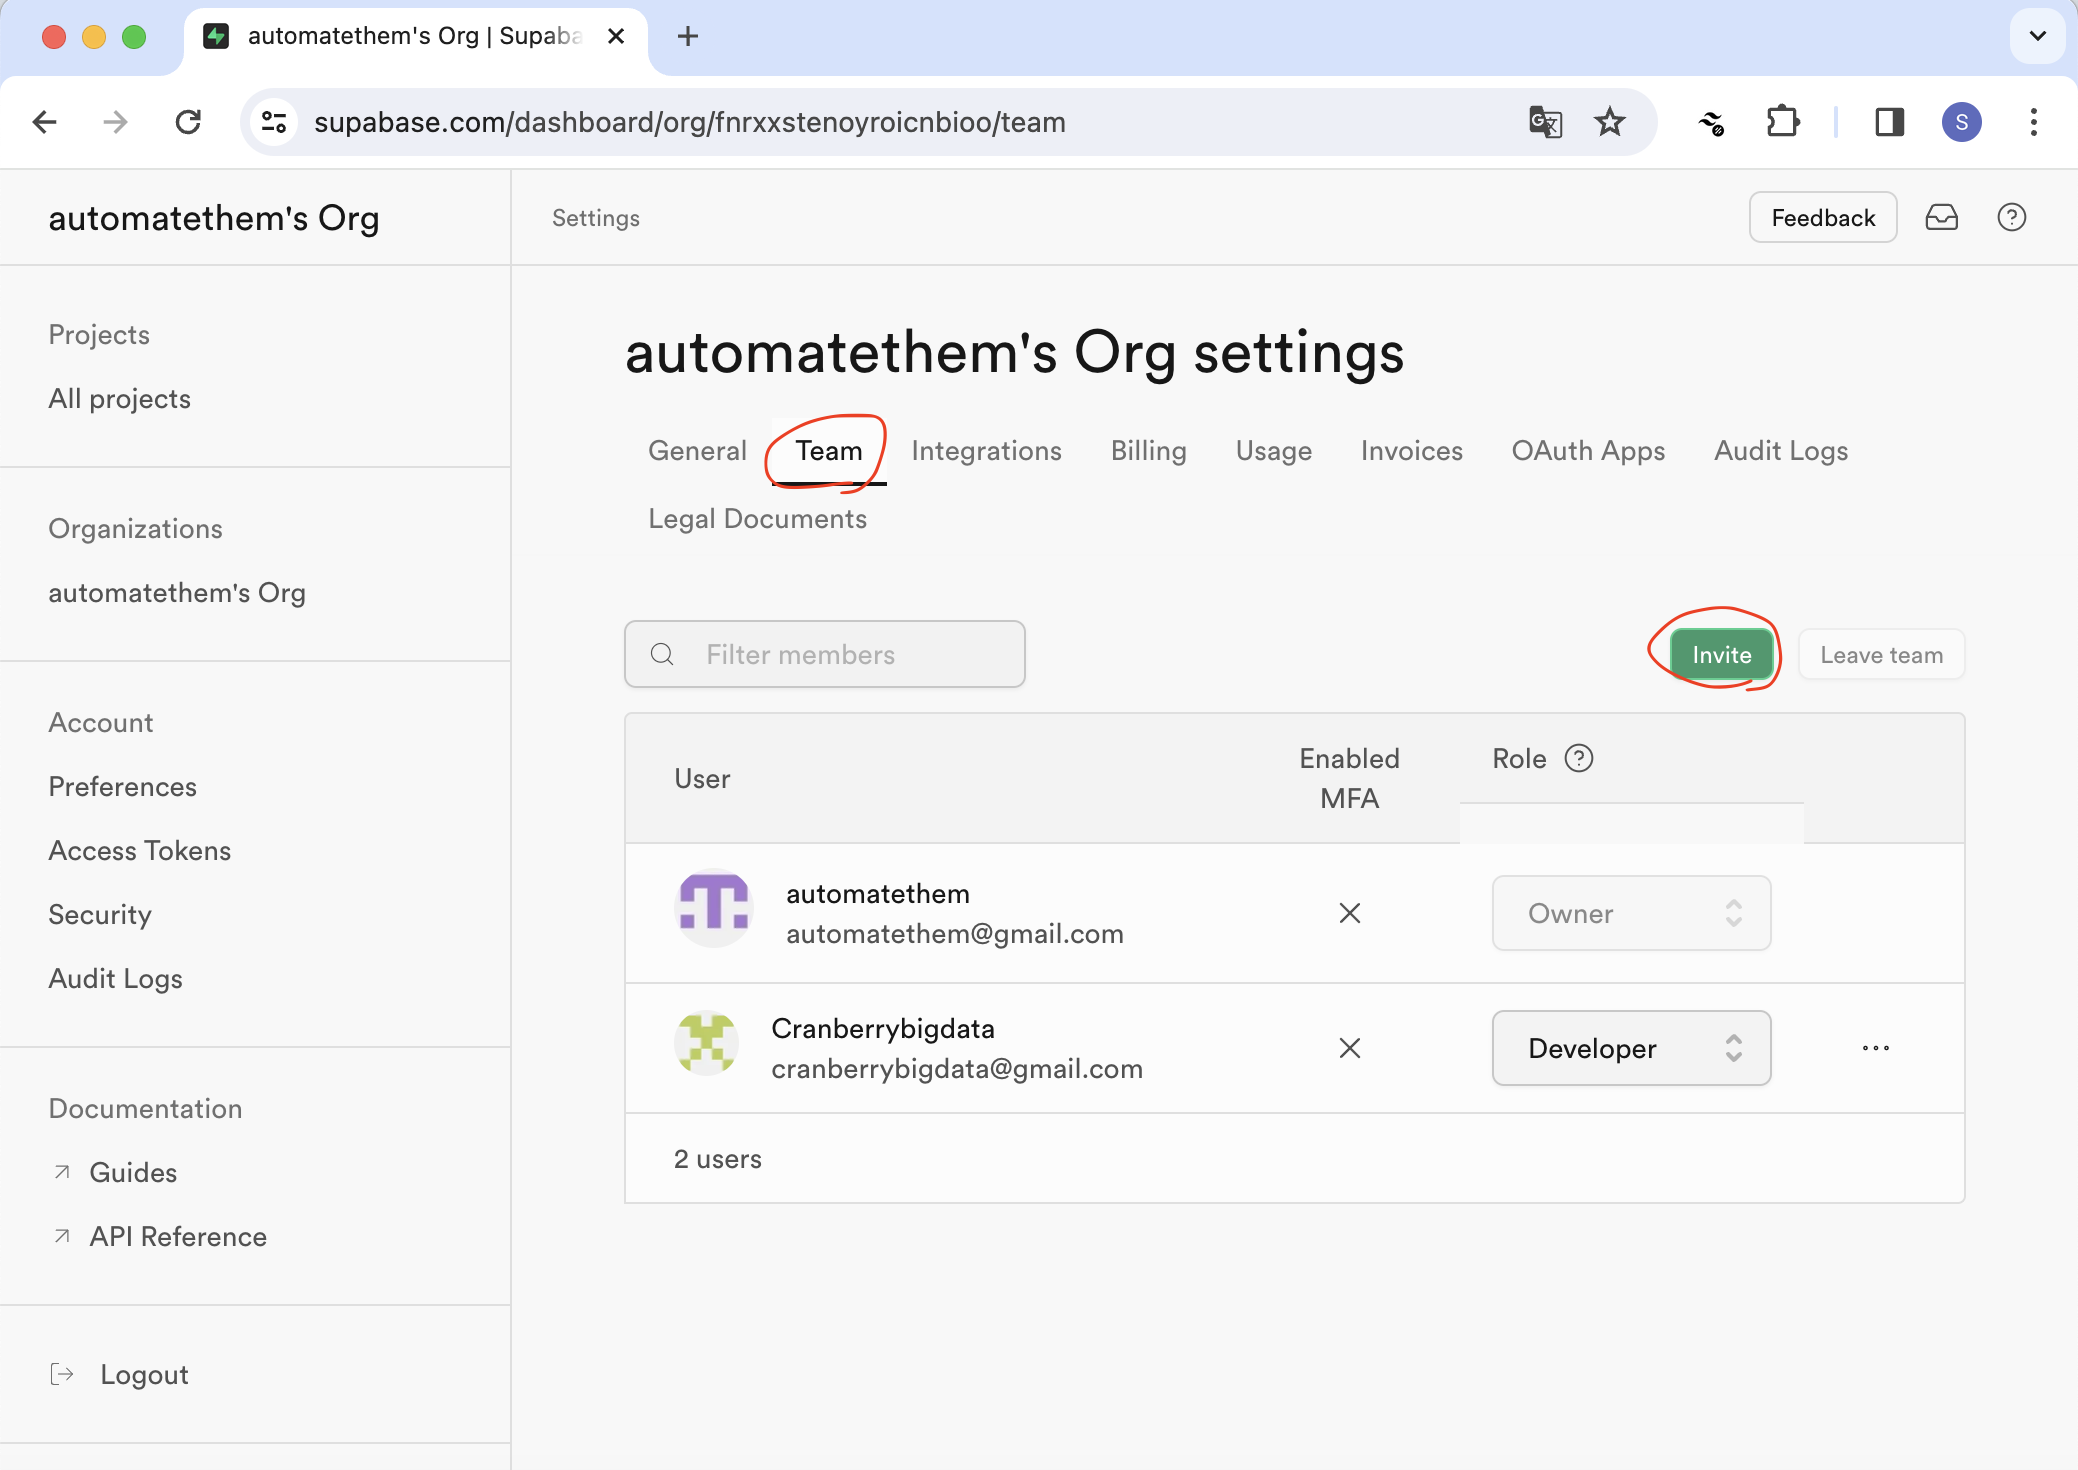 automatethem's Org | Supaba
supabase.com/dashboard/org/fnrxxstenoyroicnbioo/team
S
automatethem's Org
Settings
Feedback
Projects
All projects
Organizations
automatethem's Org
Account
Preferences
Access Tokens
Security
Audit Logs
Documentation
Guides
API Reference
Logout
automatethem's Org settings
General Team Integrations Billing Usage Invoices OAuth Apps Audit Logs
Legal Documents
Filter members
Invite
Leave team
User
Enabled
MFA
Role
automatethem
automatethem@gmail.com
Owner
Cranberrybigdata
cranberrybigdata@gmail.com
Developer
2 users